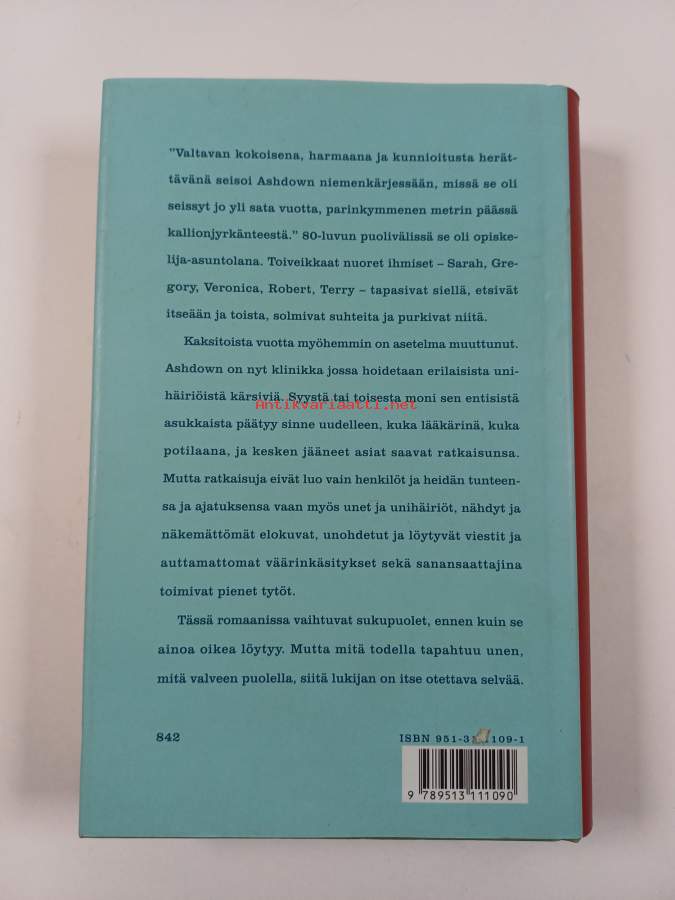 ”Valtavan kokoisena, harmaana ja kunnioitusta herät-
tävänä seisoi Ashdown niemenkärjessään, missä se oli
seissyt jo yli sata vuotta, parinkymmenen metrin päässä
kallionjyrkänteestä.” 80-luvun puolivälissä se oli opiske-
lija-asuntolana. Toiveikkaat nuoret ihmiset – Sarah, Gre-
gory, Veronica, Robert, Terry – tapasivat siellä, etsivät
itseään ja toista, solmivat suhteita ja purkivat niitä.
Kaksitoista vuotta myöhemmin on asetelma muuttunut.
Ashdown on nyt klinikka jossa hoidetaan erilaisista uni-
häiriöistä kärsiviä. Syystä tai toisesta moni sen entisistä
Antikvariaatti.net
asukkaista päätyy sinne uudelleen, kuka lääkärinä, kuka
potilaana, ja kesken jääneet asiat saavat ratkaisunsa.
Mutta ratkaisuja eivät luo vain henkilöt ja heidän tunteen-
sa ja ajatuksensa vaan myös unet ja unihäiriöt, nähdyt ja
näkemättömät elokuvat, unohdetut ja löytyvät viestit ja
auttamattomat väärinkäsitykset sekä sanansaattajina
toimivat pienet tytöt.
Tässä romaanissa vaihtuvat sukupuolet, ennen kuin se
ainoa oikea löytyy. Mutta mitä todella tapahtuu unen,
mitä valveen puolella, siitä lukijan on itse otettava selvää.
842
ISBN 951-3 109-1
9 789513 111090